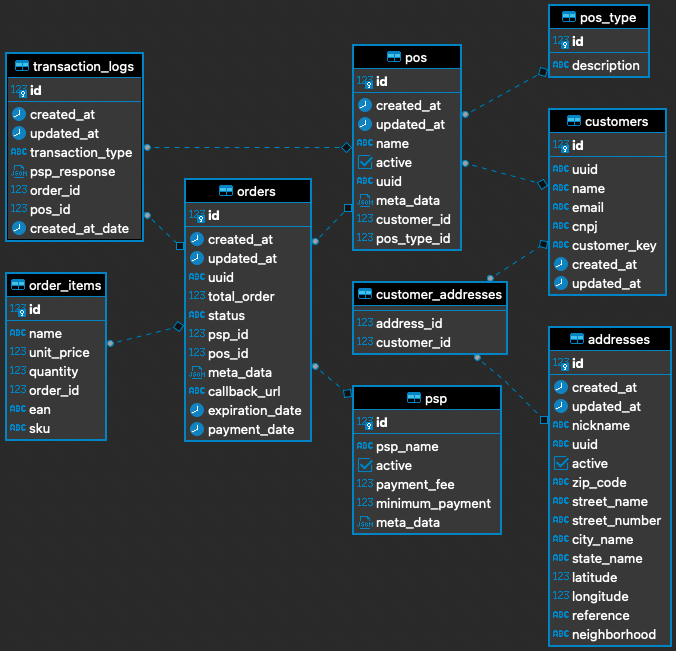 transaction_logs
123 id
created_at
updated_at
ABC transaction_type
JSON psp_response
123 order_id
123 pos_id
created_at_date
order_items
123 id
ABC name
123 unit_price
123 quantity
123 order_id
ABC ean
ABC sku
orders
123 id
created_at
updated_at
ABC uuid
123 total_order
ABC status
123 psp_id
123 pos_id
JSON meta_data
ABC callback_url
expiration_date
payment_date
pos
123 id
created_at
updated_at
ABC name
active
ABC uuid
JSON meta_data
123 customer_id
123 pos_type_id
customer_addresses
123 address_id
123 customer_id
psp
123 id
ABC psp_name
active
123 payment_fee
123 minimum_payment
JSON meta_data
pos_type
123 id
ABC description
customers
123 id
ABC uuid
ABC name
ABC email
ABC cnpj
ABC customer_key
created_at
updated_at
addresses
123 id
created_at
updated_at
ABC nickname
ABC uuid
active
ABC zip_code
ABC street_name
ABC street_number
ABC city_name
ABC state_name
123 latitude
123 longitude
ABC reference
ABC neighborhood